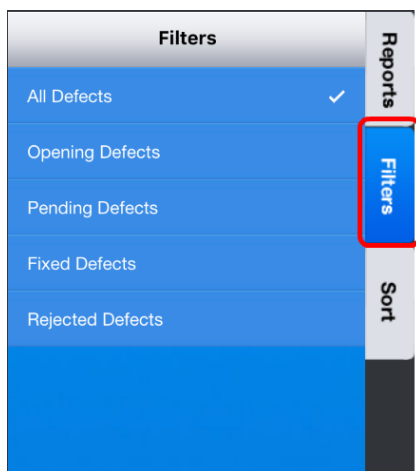 Filters
All Defects
Opening Defects
Pending Defects
Fixed Defects
Rejected Defects
Reports
Filters
Sort